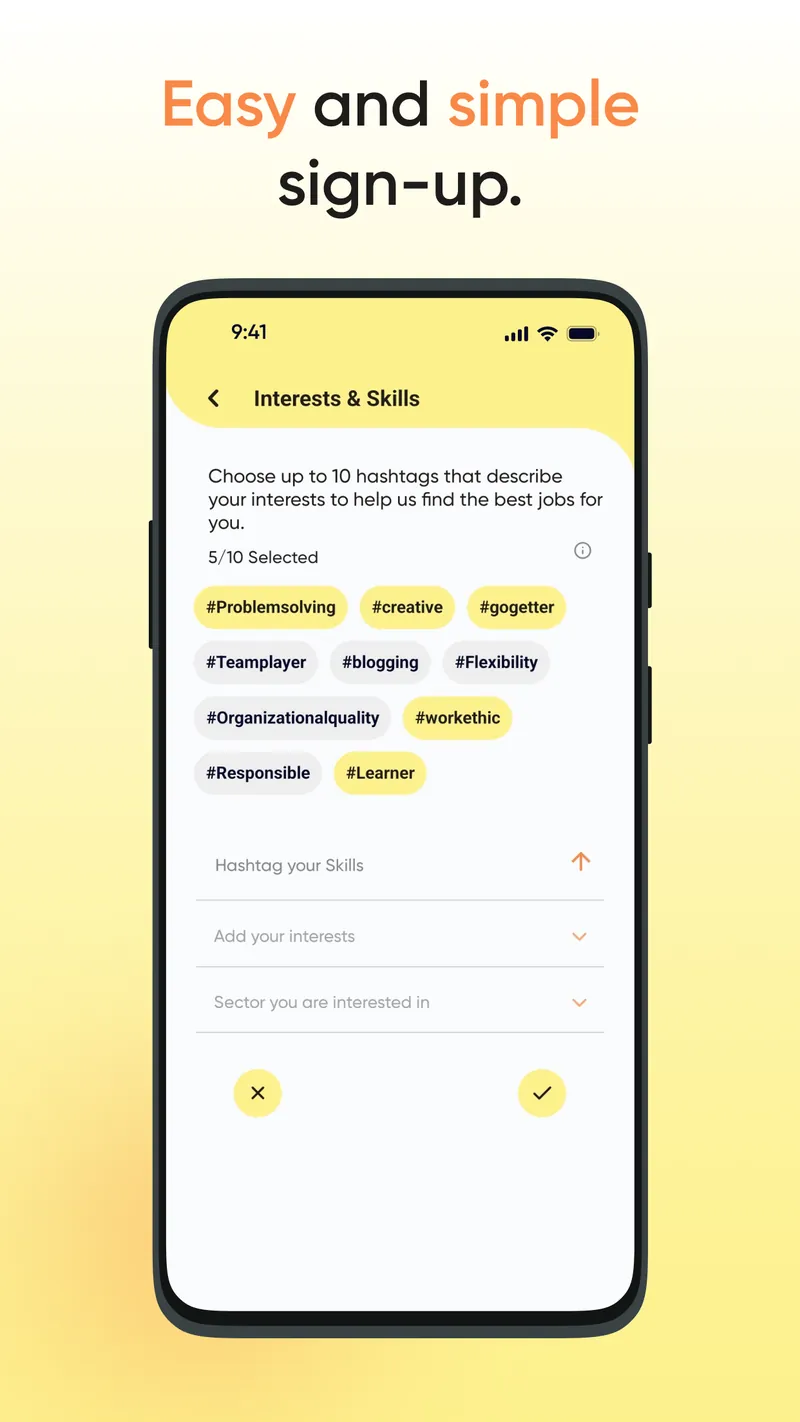 Easy and simple
sign-up.
9:41
Interests & Skills
Choose up to 10 hashtags that describe
your interests to help us find the best jobs for
you.
5/10 Selected
#Problemsolving #creative #gogetter
#Teamplayer #blogging #Flexibility
#Organizationalquality #workethic
#Responsible #Learner
Hashtag your Skills
Add your interests
Sector you are interested in